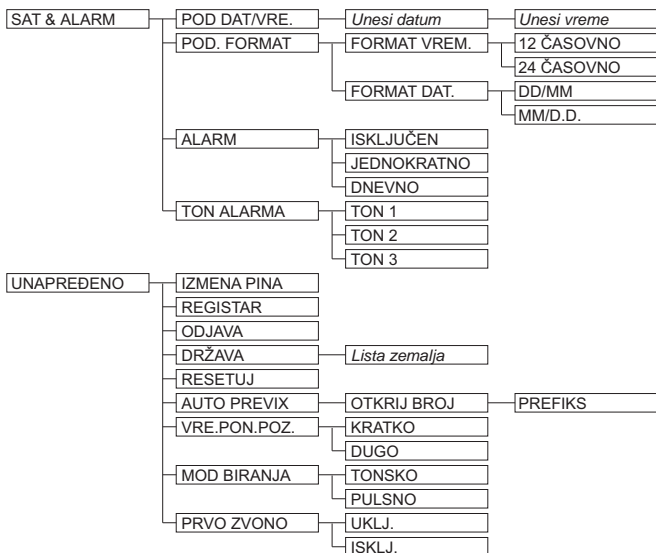 SAT & ALARM POD DAT/VRE. Unesi datum Unesi vreme
POD. FORMAT FORMAT VREM. 12 ČASOVNO
24 ČASOVNO
FORMAT DAT. DD/MM
MM/D.D.
ALARM ISKLJUČEN
JEDNOKRATNO
DNEVNO
TON ALARMA TON 1
TON 2
TON 3
UNAPREĐENO IZMENA PINA
REGISTAR
ODJAVA
DRŽAVA Lista zemalja
RESETUJ
AUTO PREVIX OTKRIJ BROJ PREFIKS
VRE.PON.POZ. KRATKO
DUGO
MOD BIRANJA TONSKO
PULSNO
PRVO ZVONO UKLJ.
ISKLJ.